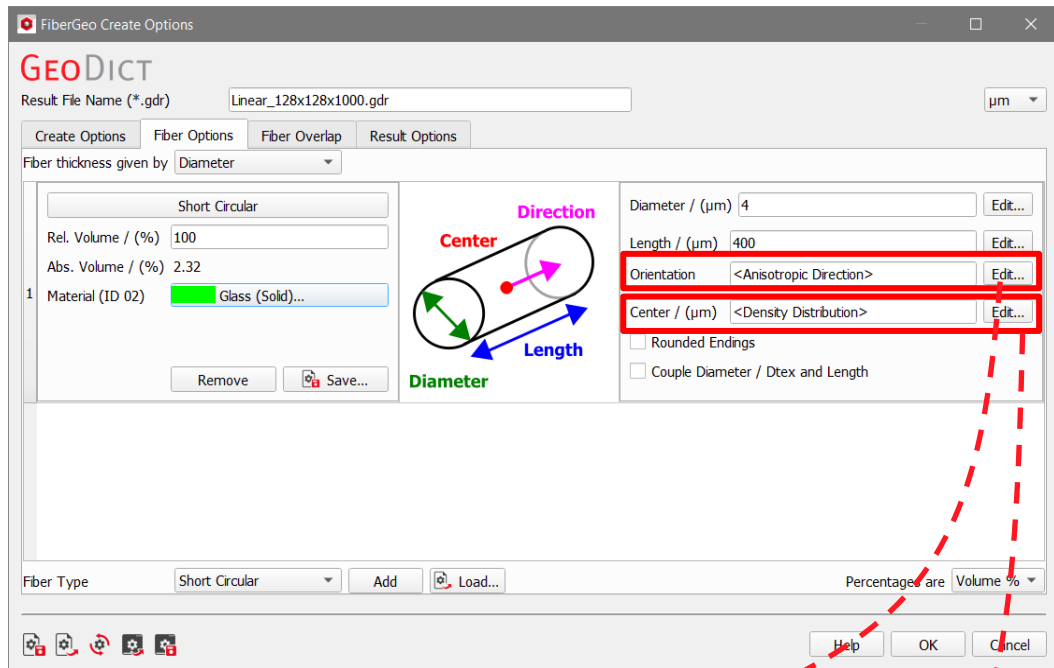 FiberGeo Create Options
GEODICT
Result File Name (*.gdr) Linear_128x128x1000.gdr µm
Create Options Fiber Options Fiber Overlap Result Options
Fiber thickness given by Diameter
1
Short Circular
Rel. Volume / (%) 100
Abs. Volume / (%) 2.32
Material (ID 02) Glass (Solid)...
Remove Save...
Direction
Center
Length
Diameter
Diameter / (µm) 4 Edit...
Length / (µm) 400 Edit...
Orientation <Anisotropic Direction> Edit...
Center / (µm) <Density Distribution> Edit...
Rounded Endings
Couple Diameter / Dtex and Length
Fiber Type Short Circular Add Load... Percentages are Volume %
Help OK Cancel